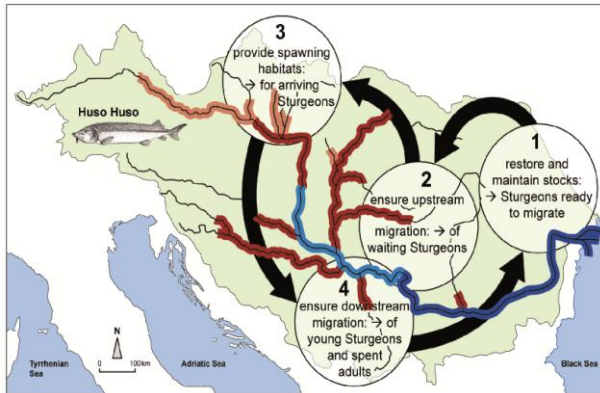 3
provide spawning
habitats:
→ for arriving
Sturgeons
Huso Huso
1
restore and
maintain stocks:
→ Sturgeons ready
to migrate
2
ensure upstream
migration: → of
waiting Sturgeons
4
ensure downstream
migration: → of
young Sturgeons
and spent
adults
N
0 100km
Tyrrhenian
Sea
Adriatic Sea
Black Sea